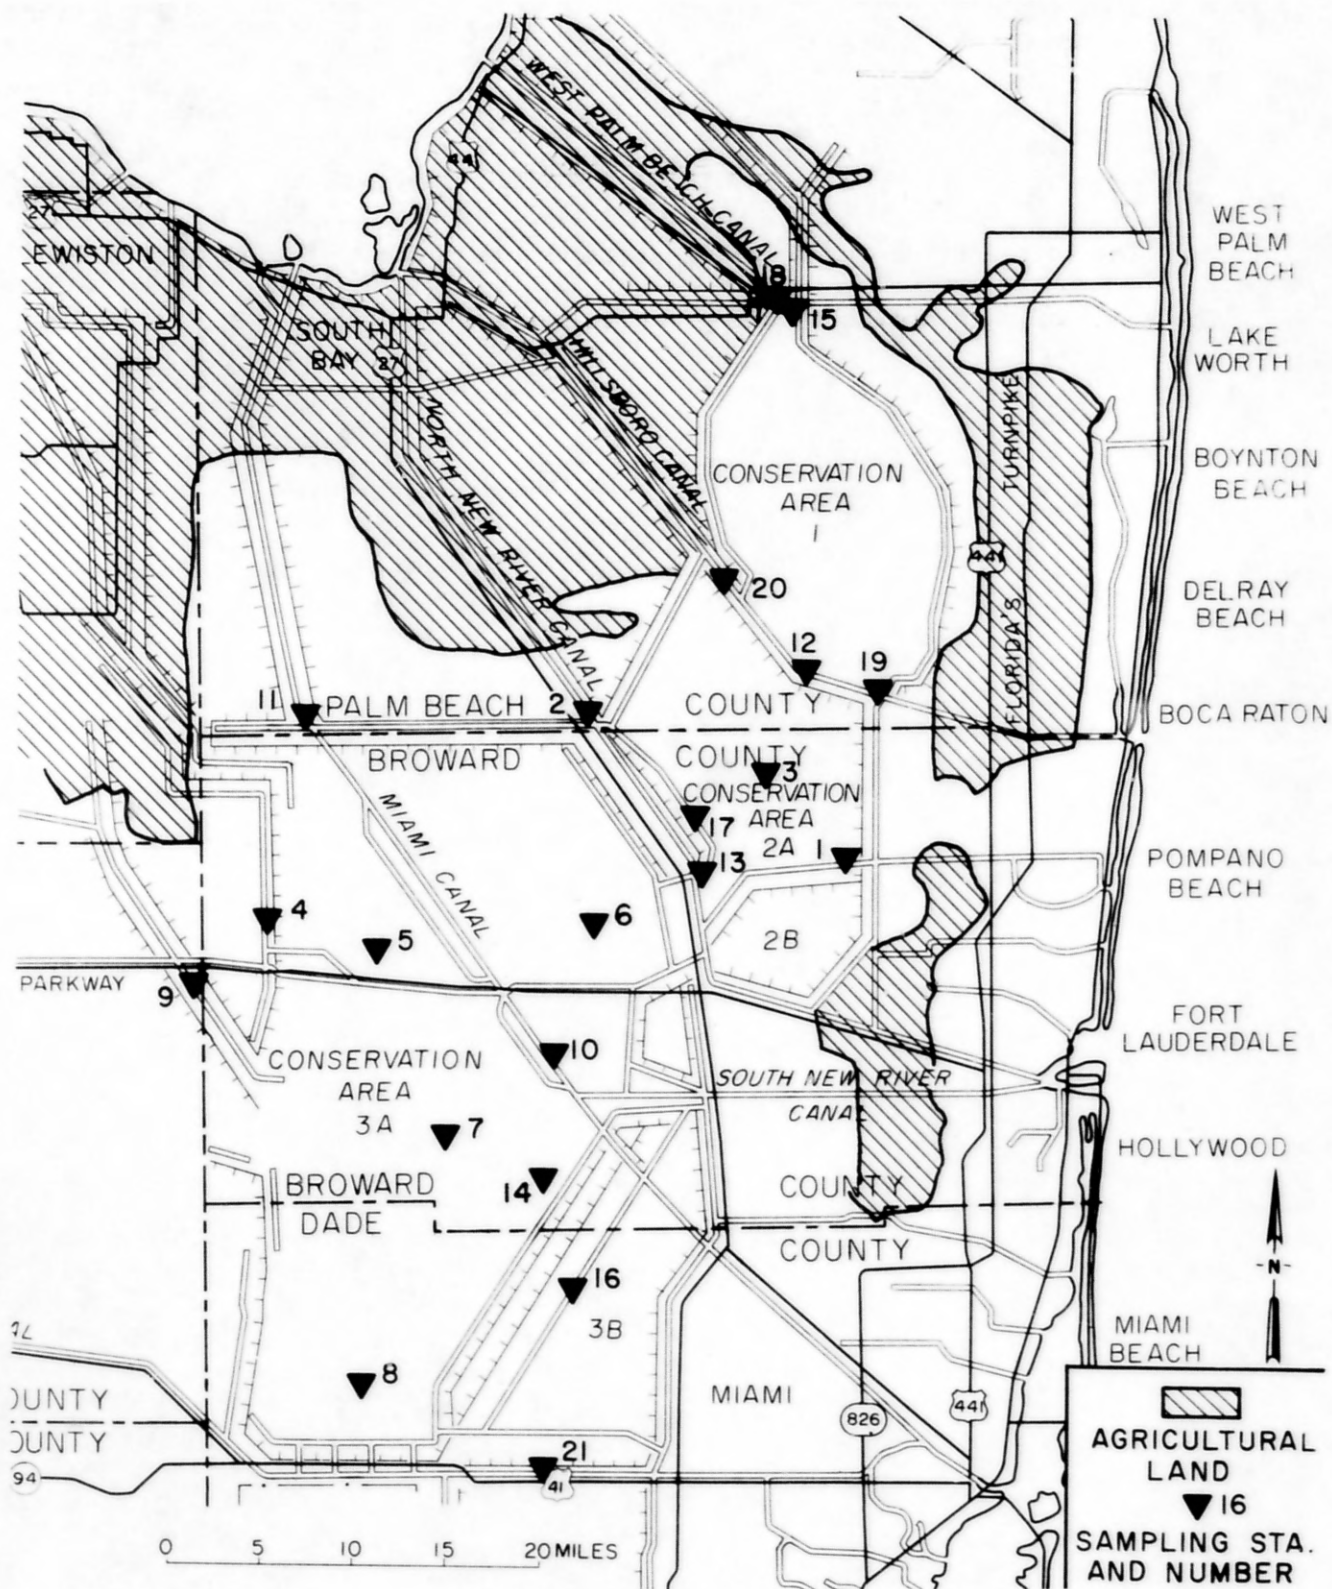 WEST PALM BEACH CANAL
441
27
EWISTON
SOUTH
BAY
27
18
15
WEST
PALM
BEACH
LAKE
WORTH
HILLSBORO CANAL
NORTH NEW RIVER CANAL
CONSERVATION
AREA
1
FLORIDA'S TURNPIKE
441
BOYNTON
BEACH
20
DELRAY
BEACH
12
19
11
PALM BEACH
2
COUNTY
BOCA RATON
BROWARD
COUNTY
3
CONSERVATION
AREA
2A
17
13
1
MIAMI CANAL
POMPANO
BEACH
4
5
6
2B
PARKWAY
9
FORT
LAUDERDALE
10
CONSERVATION
AREA
3A
SOUTH NEW RIVER
CANAL
7
14
HOLLYWOOD
BROWARD
COUNTY
DADE
COUNTY
-N-
16
3B
MIAMI
BEACH
8
MIAMI
826
441
OUNTY
OUNTY
94
21
41
0 5 10 15 20 MILES
AGRICULTURAL
LAND
16
SAMPLING STA.
AND NUMBER